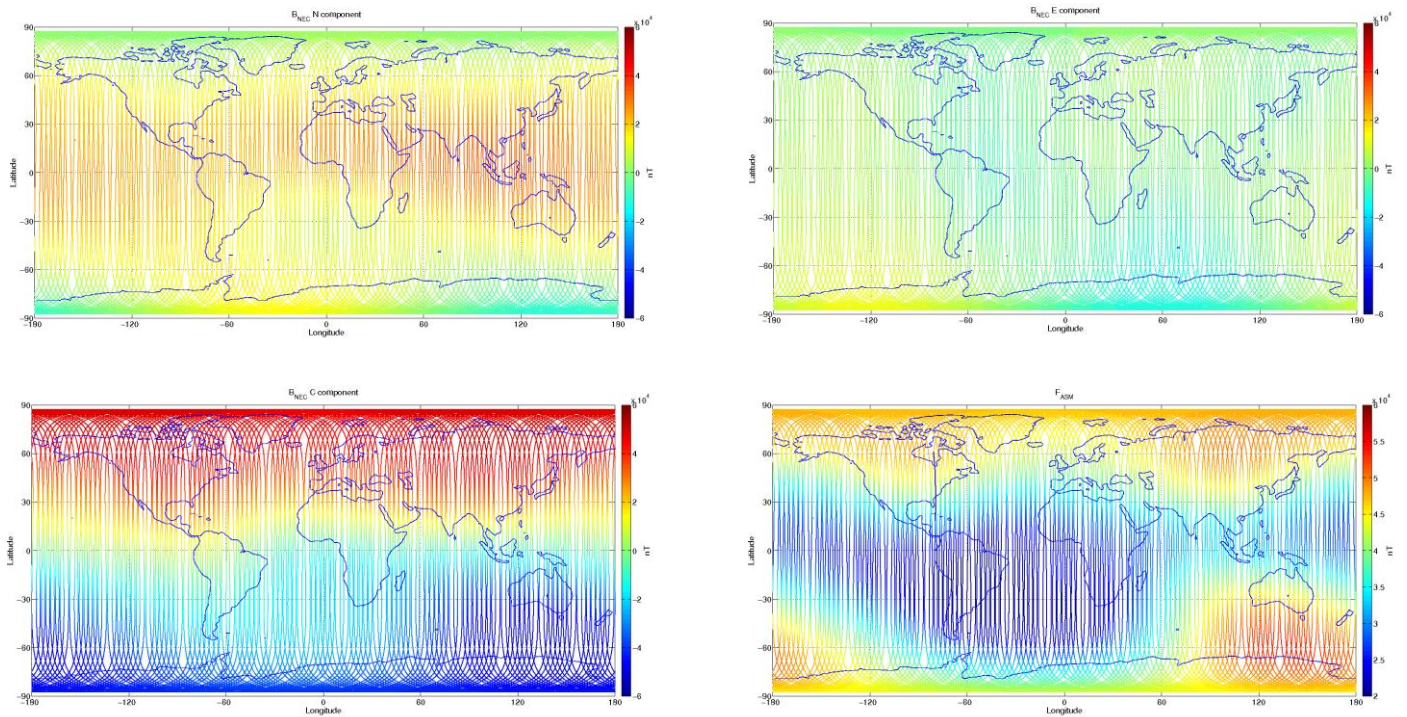 B_NEC N component
x 10^4
6
4
2
0
−2
−4
−6
nT
90
60
30
0
−30
−60
−90
Latitude
−180 −120 −60 0 60 120 180
Longitude
B_NEC E component
x 10^4
6
4
2
0
−2
−4
−6
nT
90
60
30
0
−30
−60
−90
Latitude
−180 −120 −60 0 60 120 180
Longitude
B_NEC C component
x 10^4
6
4
2
0
−2
−4
−6
nT
90
60
30
0
−30
−60
−90
Latitude
−180 −120 −60 0 60 120 180
Longitude
F_ASM
x 10^4
6
5.5
5
4.5
4
3.5
3
2.5
2
nT
90
60
30
0
−30
−60
−90
Latitude
−180 −120 −60 0 60 120 180
Longitude